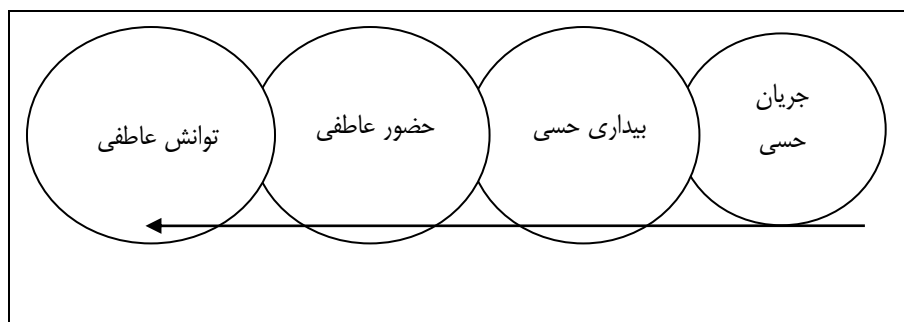 جریان
حسی
بیداری حسی
حضور عاطفی
توانش عاطفی